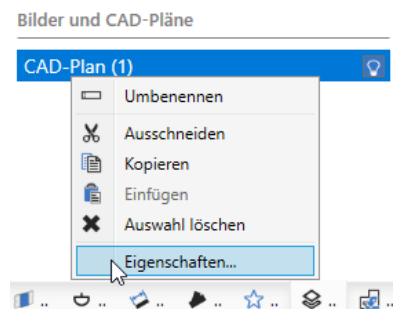 Bilder und CAD-Pläne
CAD-Plan (1)
Umbenennen
Ausschneiden
Kopieren
Einfügen
Auswahl löschen
Eigenschaften...
.. .. .. .. .. .. ..